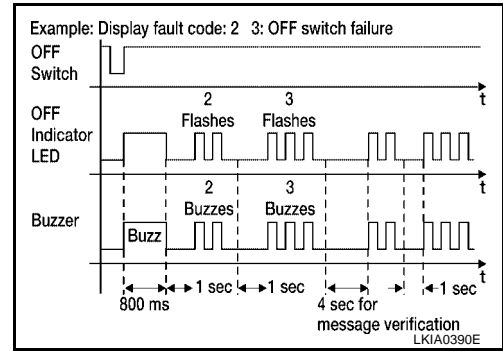 Example: Display fault code: 2 3: OFF switch failure
OFF
Switch
t
2
Flashes
3
Flashes
OFF
Indicator
LED
t
2
Buzzes
3
Buzzes
Buzzer
Buzz
t
1 sec
1 sec
1 sec
800 ms
4 sec for
message verification
LKIA0390E